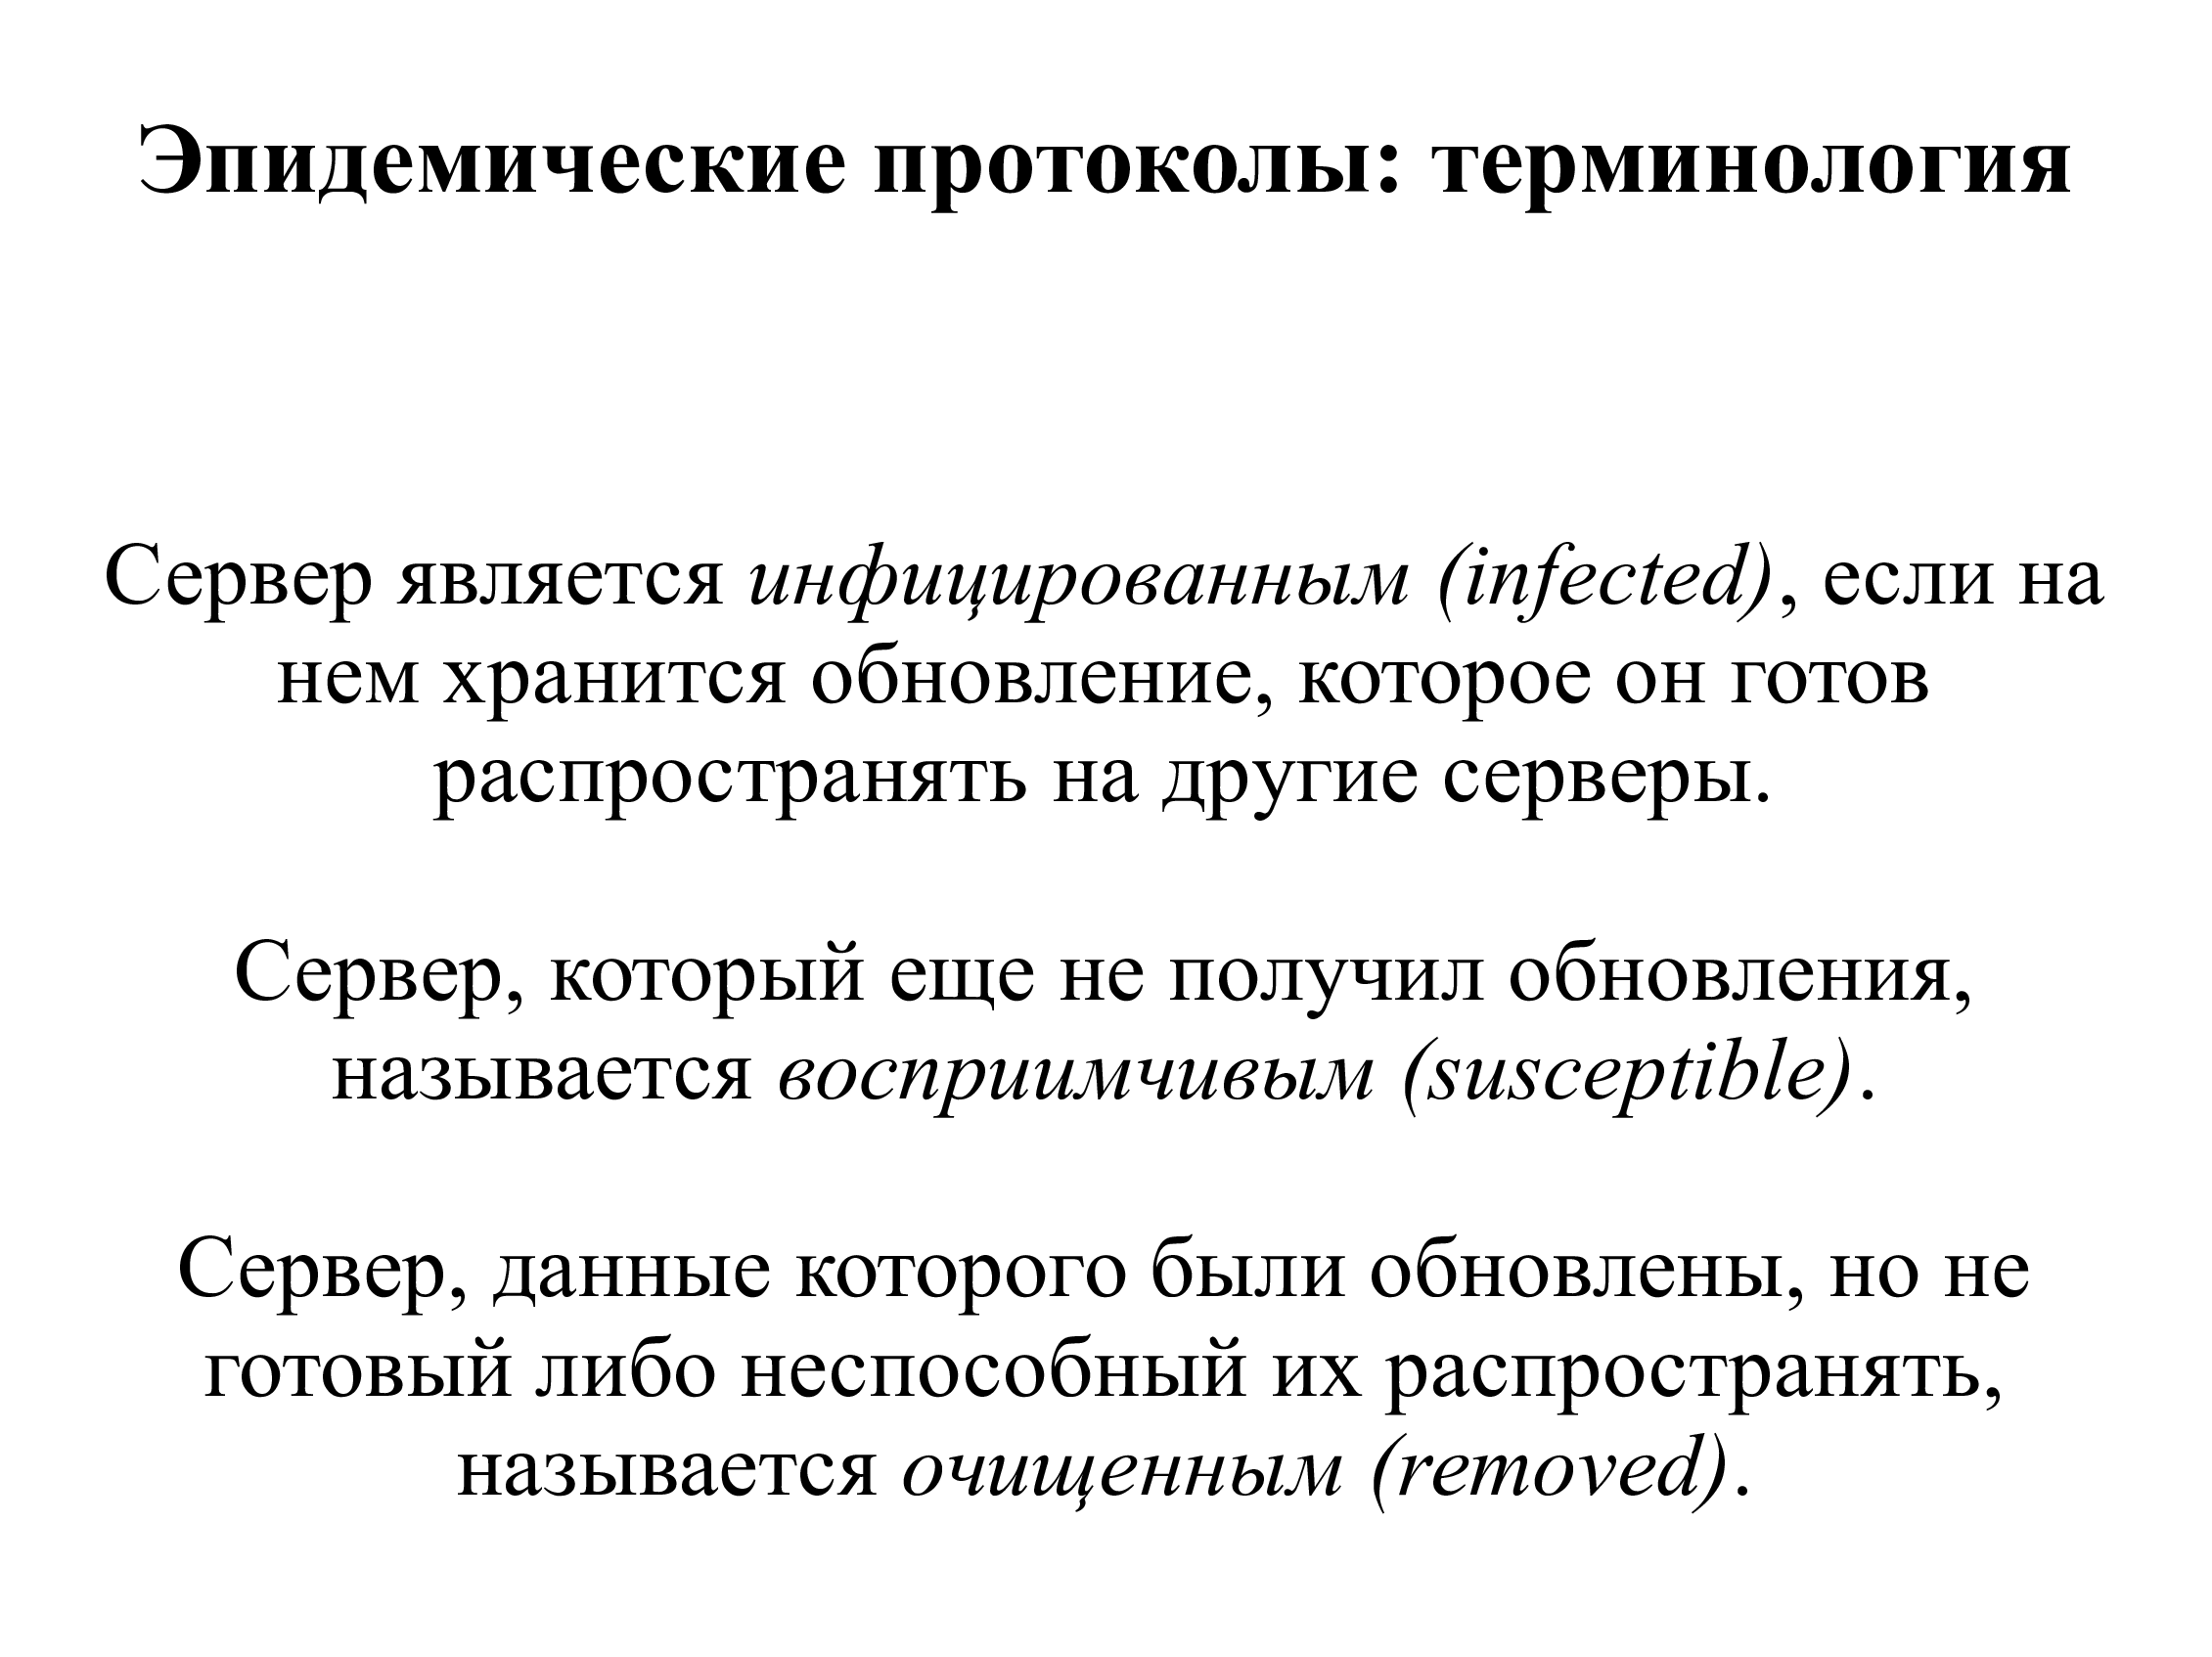 Эпидемические протоколы: терминология
Сервер является инфицированным (infected), если на
нем хранится обновление, которое он готов
распространять на другие серверы.
Сервер, который еще не получил обновления,
называется восприимчивым (susceptible).
Сервер, данные которого были обновлены, но не
готовый либо неспособный их распространять,
называется очищенным (removed).